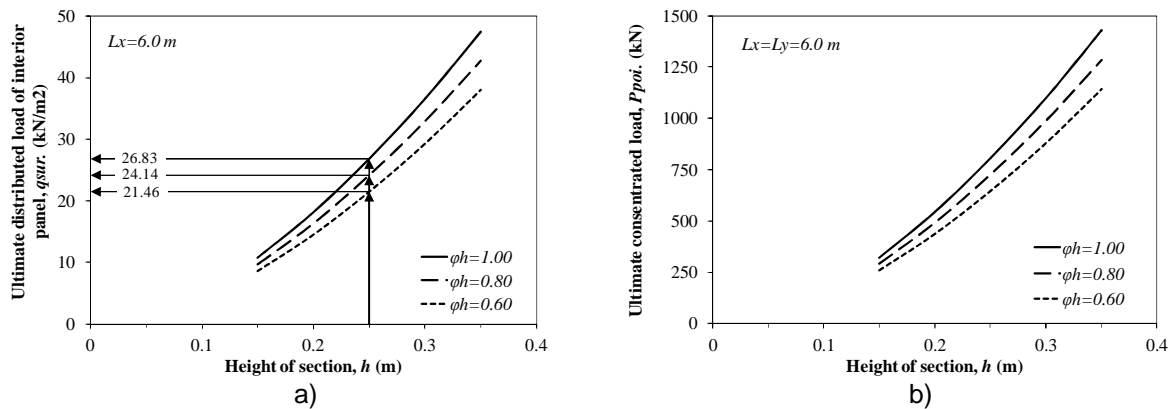 Ultimate distributed load of interior
panel, qsur. (kN/m2)
50
40
30
20
10
0
Lx=6.0 m
26.83
24.14
21.46
φh=1.00
φh=0.80
φh=0.60
0
0.1
0.2
0.3
0.4
Height of section, h (m)
a)
Ultimate consentrated load, Ppoi. (kN)
1500
1250
1000
750
500
250
0
Lx=Ly=6.0 m
φh=1.00
φh=0.80
φh=0.60
0
0.1
0.2
0.3
0.4
Height of section, h (m)
b)